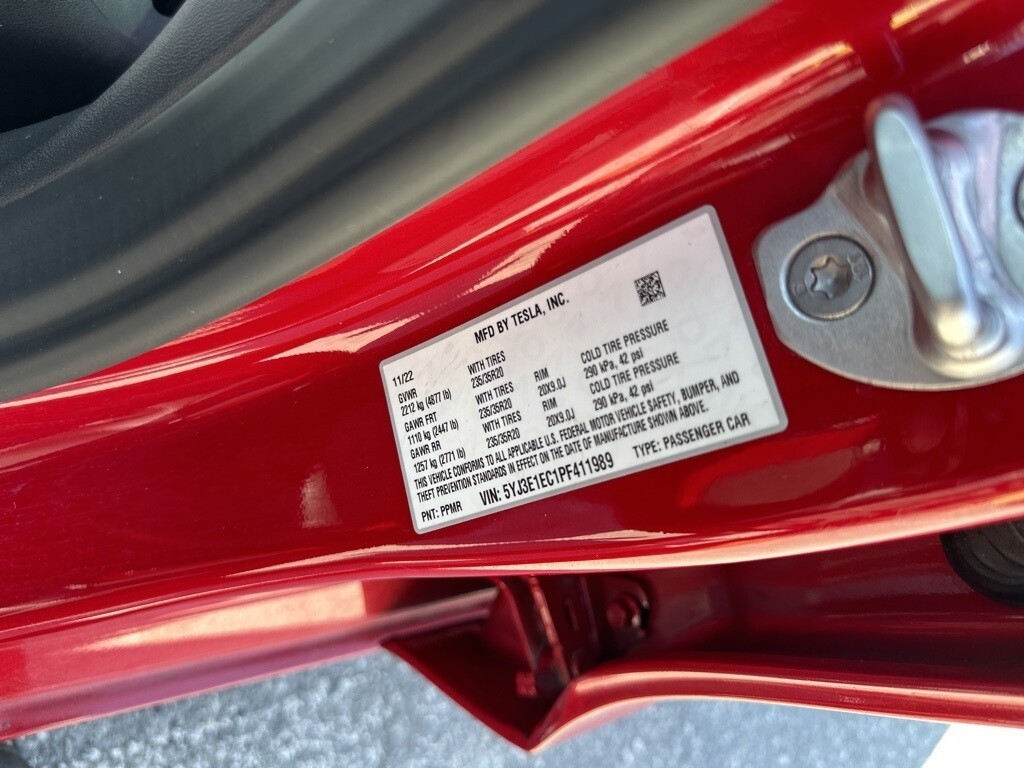 MFD BY TESLA, INC.
11/22
GVWR WITH TIRES COLD TIRE PRESSURE
2212 kg (4877 lb) 235/35R20 RIM 290 kPa, 42 psi
GAWR FRT WITH TIRES 20X9.0J COLD TIRE PRESSURE
1110 kg (2447 lb) 235/35R20 RIM 290 kPa, 42 psi
GAWR RR WITH TIRES 20X9.0J
1257 kg (2771 lb) 235/35R20
THIS VEHICLE CONFORMS TO ALL APPLICABLE U.S. FEDERAL MOTOR VEHICLE SAFETY, BUMPER, AND
THEFT PREVENTION STANDARDS IN EFFECT ON THE DATE OF MANUFACTURE SHOWN ABOVE.
PNT: PPMR VIN: 5YJ3E1EC1PF411989 TYPE: PASSENGER CAR